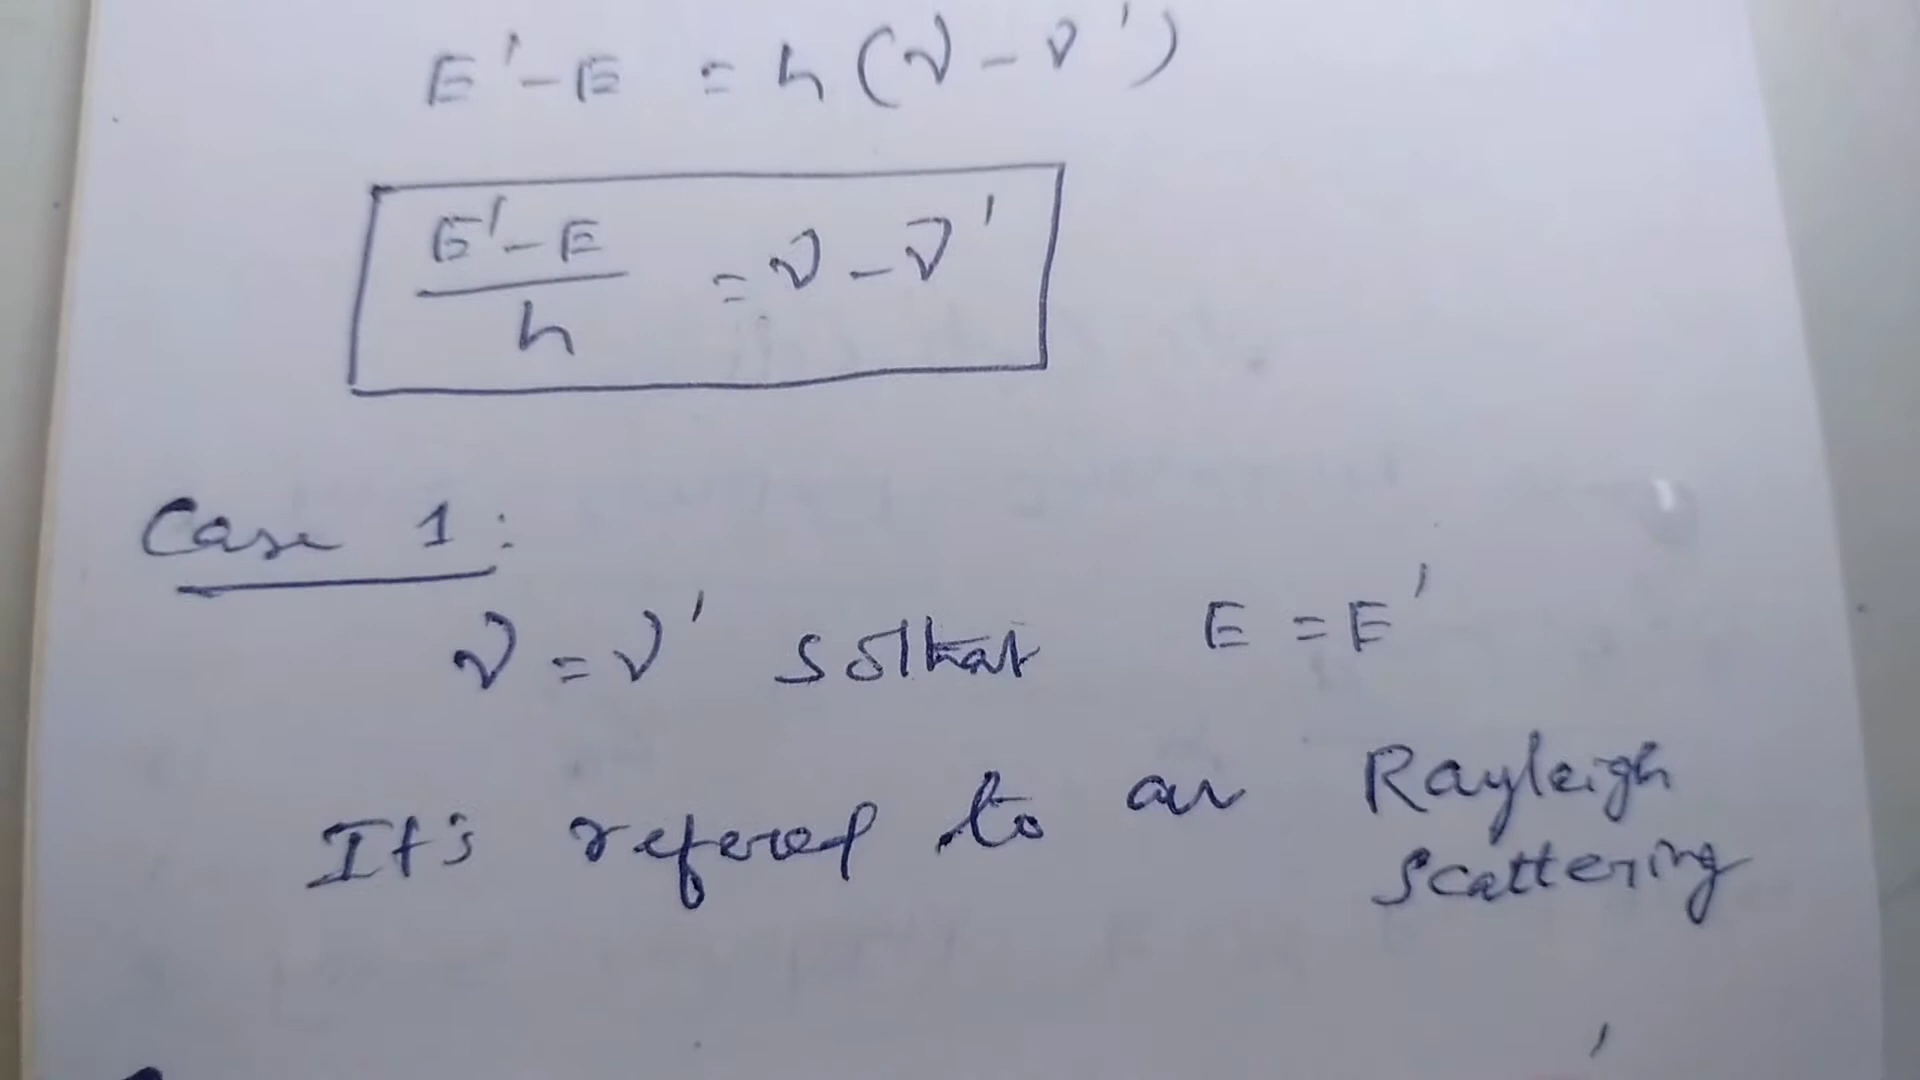 E' - E = h (ν - ν')
E' - E / h = ν - ν'
Case 1 :
ν = ν' so that E = E'
It's refered to as Rayleigh
Scattering